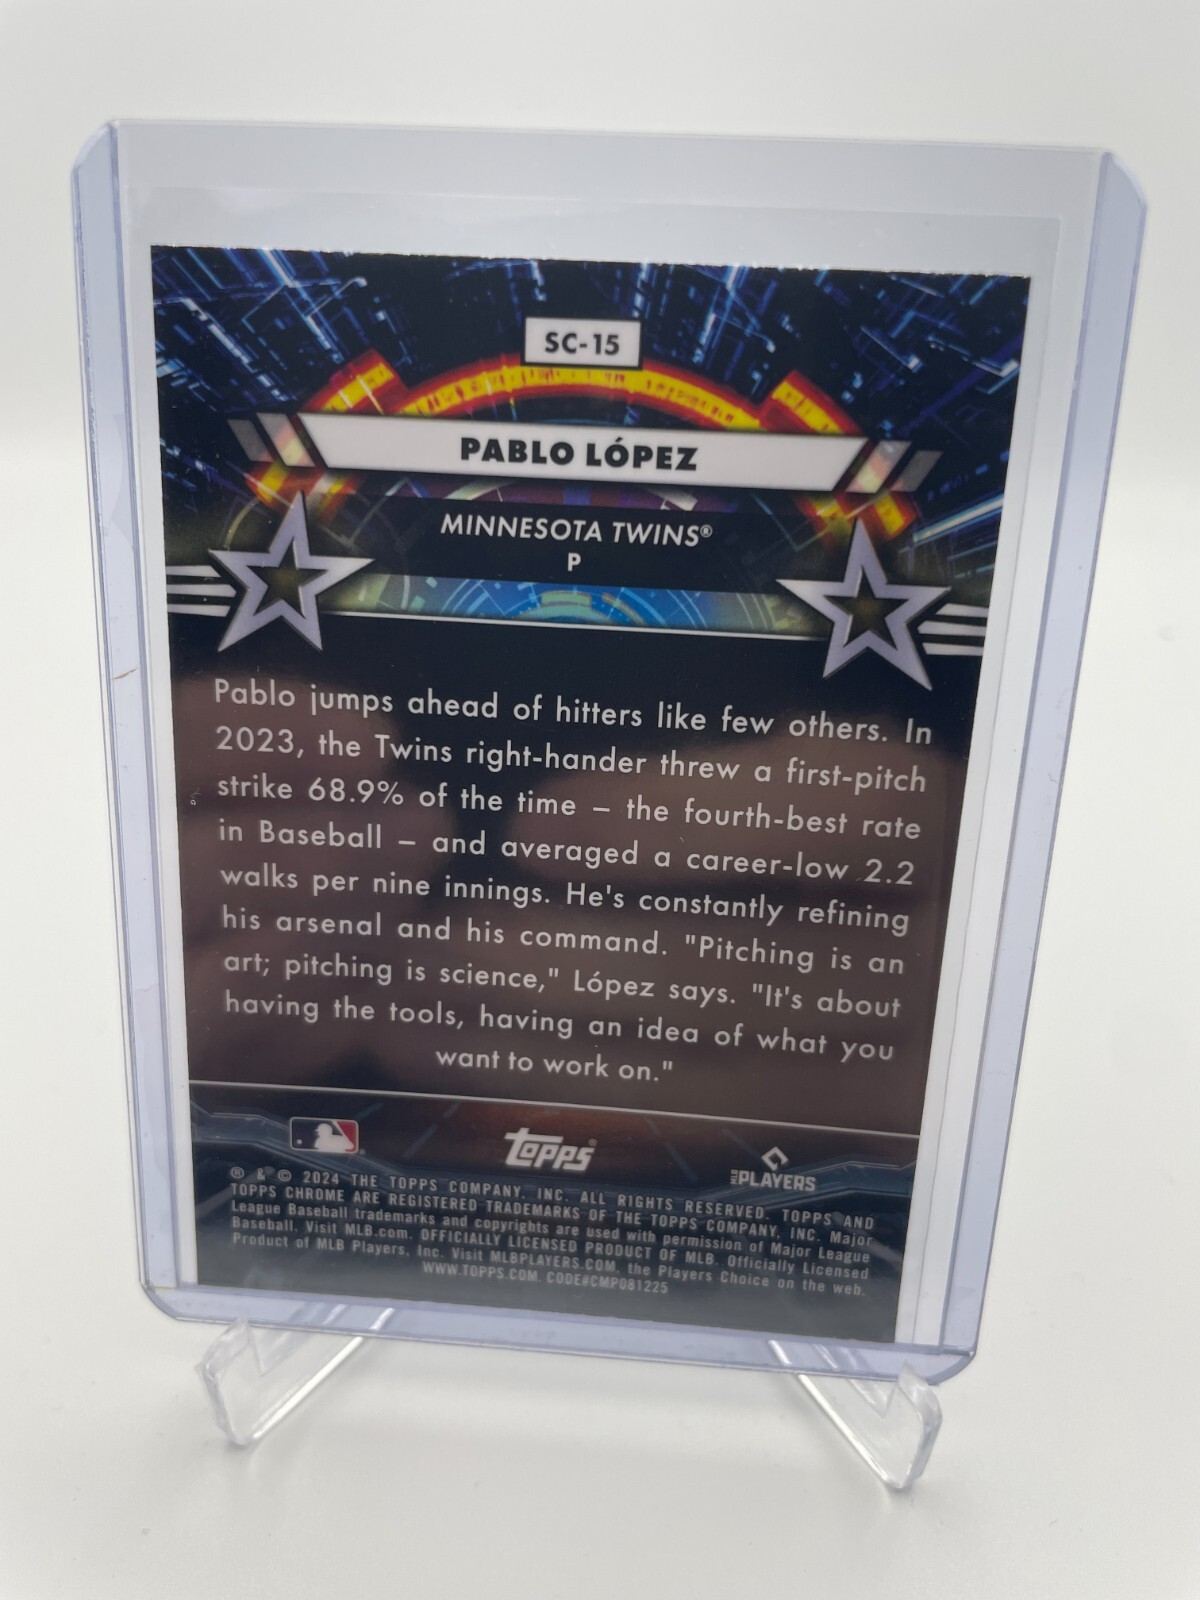 SC-15
PABLO LÓPEZ
MINNESOTA TWINS®
P
Pablo jumps ahead of hitters like few others. In
2023, the Twins right-hander threw a first-pitch
strike 68.9% of the time – the fourth-best rate
in Baseball – and averaged a career-low 2.2
walks per nine innings. He's constantly refining
his arsenal and his command. "Pitching is an
art; pitching is science," López says. "It's about
having the tools, having an idea of what you
want to work on."
topps®
MLB PLAYERS
® & © 2024 THE TOPPS COMPANY, INC. ALL RIGHTS RESERVED. TOPPS AND
TOPPS CHROME ARE REGISTERED TRADEMARKS OF THE TOPPS COMPANY, INC. Major
League Baseball trademarks and copyrights are used with permission of Major League
Baseball. Visit MLB.com. OFFICIALLY LICENSED PRODUCT OF MLB. Officially Licensed
Product of MLB Players, Inc. Visit MLBPLAYERS.COM, the Players Choice on the web.
WWW.TOPPS.COM. CODE#CMP081225